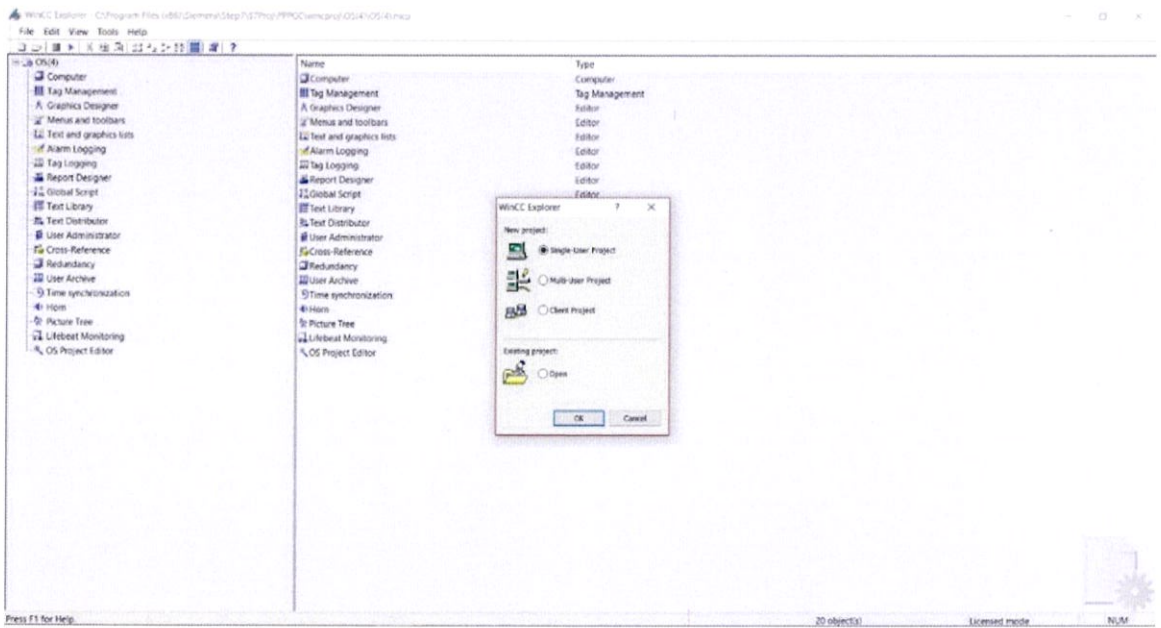 WinCC Explorer - C:\Program Files (x86)\Siemens\Step7\S7Proj\
File Edit View Tools Help
OS(4)
Computer
Tag Management
Graphics Designer
Menus and toolbars
Text and graphics lists
Alarm Logging
Tag Logging
Report Designer
Global Script
Text Library
Text Distributor
User Administrator
Cross-Reference
Redundancy
User Archive
Time synchronization
Horn
Picture Tree
Lifebeat Monitoring
OS Project Editor
Name Type
Computer Computer
Tag Management Tag Management
Graphics Designer Editor
Menus and toolbars Editor
Text and graphics lists Editor
Alarm Logging Editor
Tag Logging Editor
Report Designer Editor
Global Script Editor
Text Library
Text Distributor
User Administrator
Cross-Reference
Redundancy
User Archive
Time synchronization
Horn
Picture Tree
Lifebeat Monitoring
OS Project Editor
WinCC Explorer ? ×
New project:
Single-User Project
Multi-User Project
Client Project
Existing project:
Open
OK Cancel
Press F1 for Help. 20 object(s) Licensed mode NUM